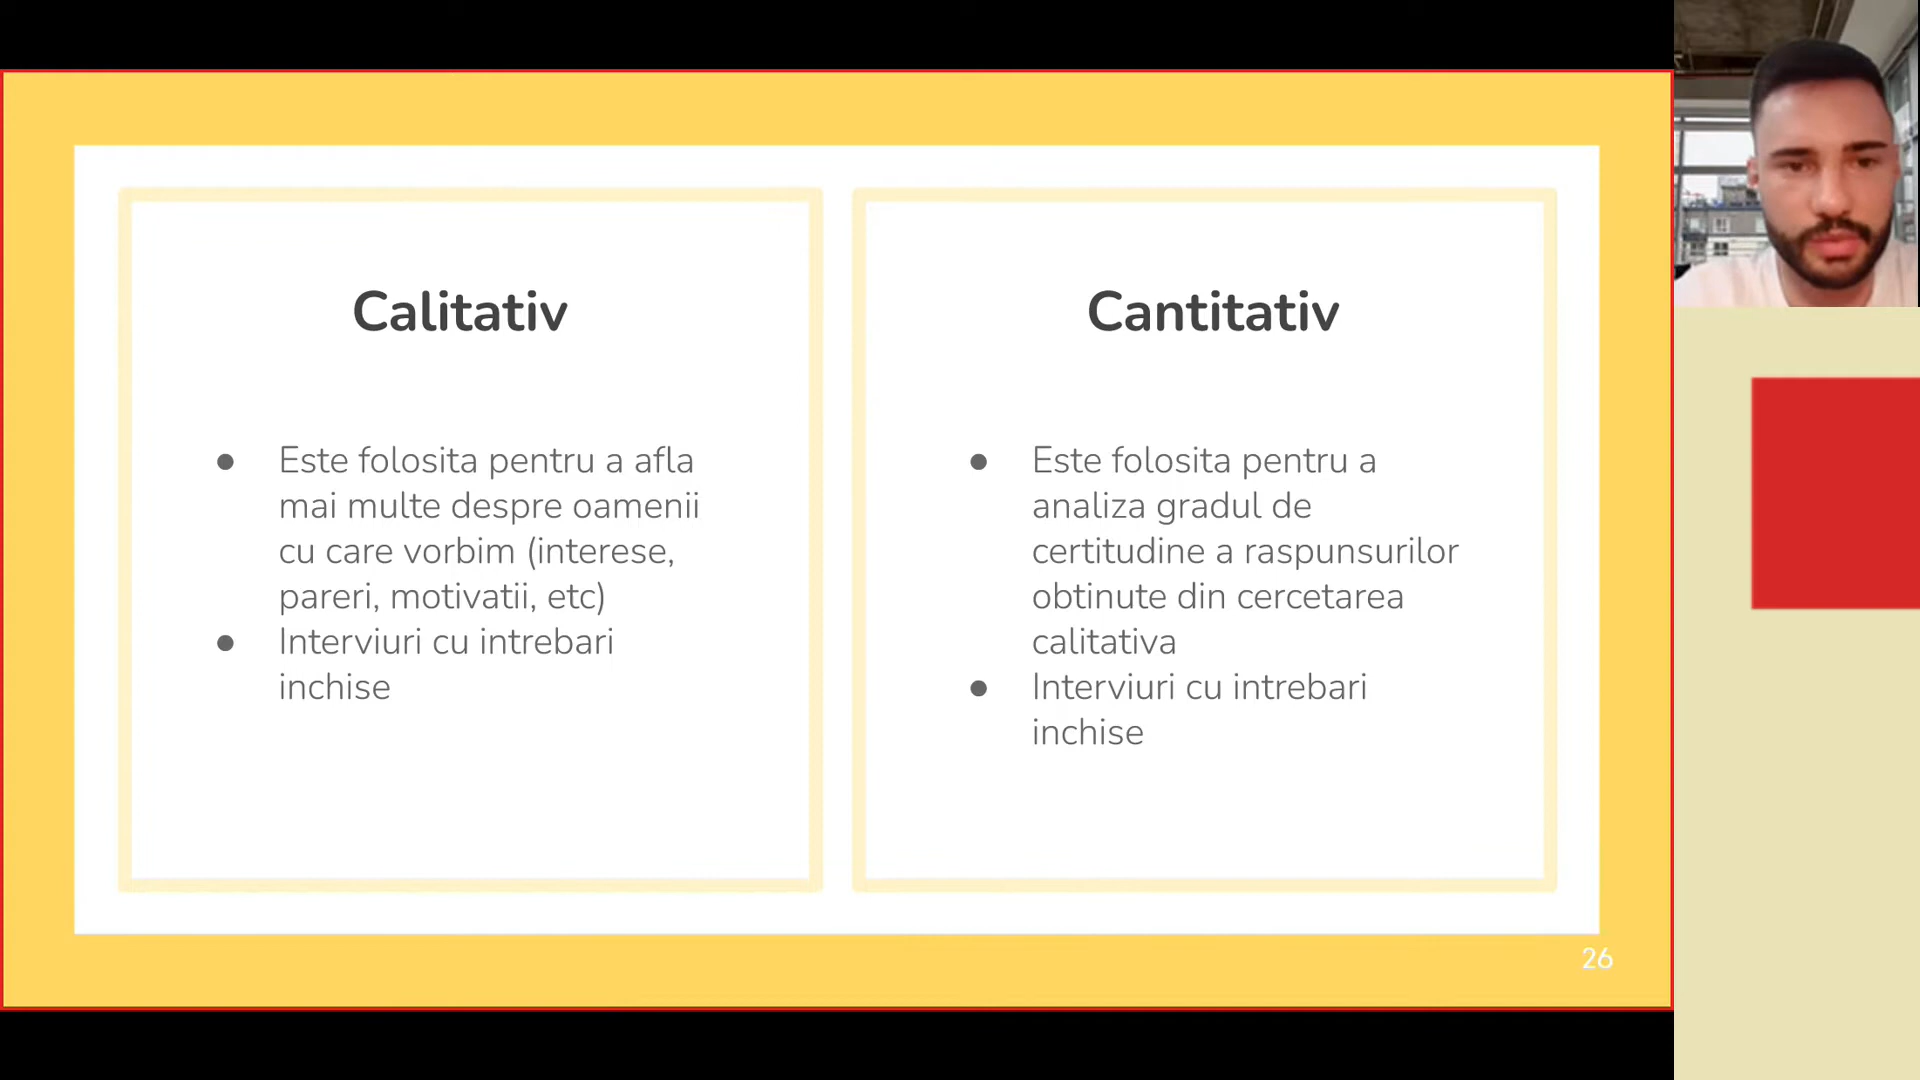 Calitativ
● Este folosita pentru a afla
mai multe despre oamenii
cu care vorbim (interese,
pareri, motivatii, etc)
● Interviuri cu intrebari
inchise
Cantitativ
● Este folosita pentru a
analiza gradul de
certitudine a raspunsurilor
obtinute din cercetarea
calitativa
● Interviuri cu intrebari
inchise
26